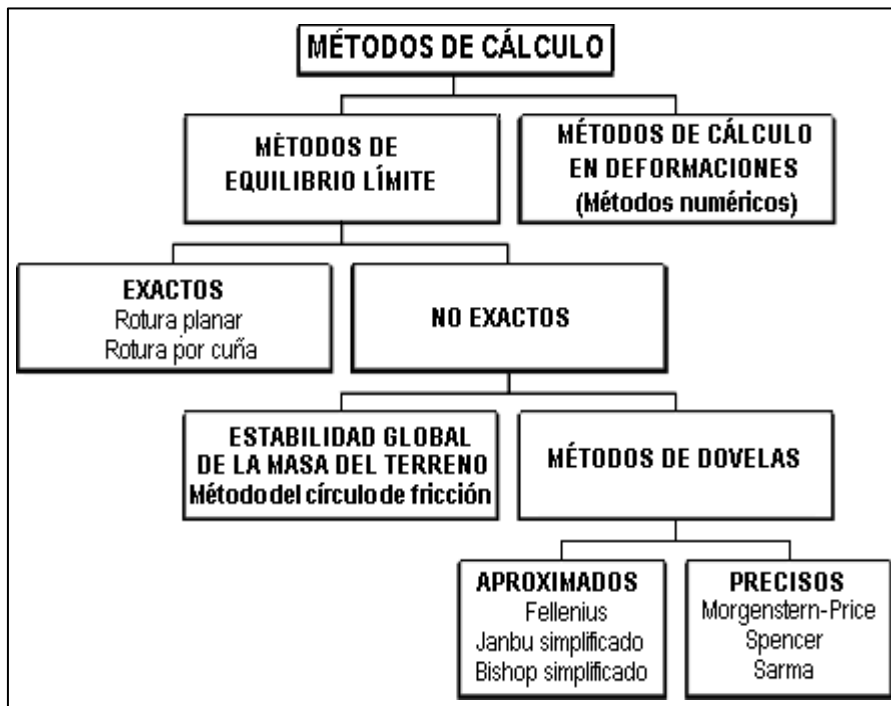 MÉTODOS DE CÁLCULO
MÉTODOS DE
EQUILIBRIO LÍMITE
MÉTODOS DE CÁLCULO
EN DEFORMACIONES
(Métodos numéricos)
EXACTOS
Rotura planar
Rotura por cuña
NO EXACTOS
ESTABILIDAD GLOBAL
DE LA MASA DEL TERRENO
Método del círculo de fricción
MÉTODOS DE DOVELAS
APROXIMADOS
Fellenius
Janbu simplificado
Bishop simplificado
PRECISOS
Morgenstern-Price
Spencer
Sarma